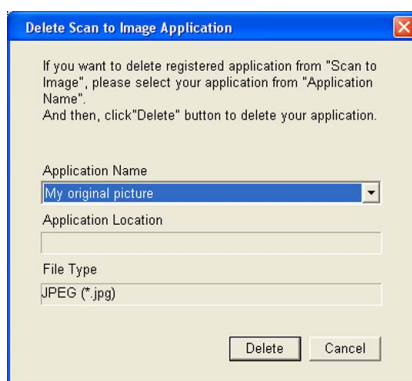 Delete Scan to Image Application
If you want to delete registered application from "Scan to
Image", please select your application from "Application
Name".
And then, click"Delete" button to delete your application.
Application Name
My original picture
Application Location
File Type
JPEG (*.jpg)
Delete Cancel